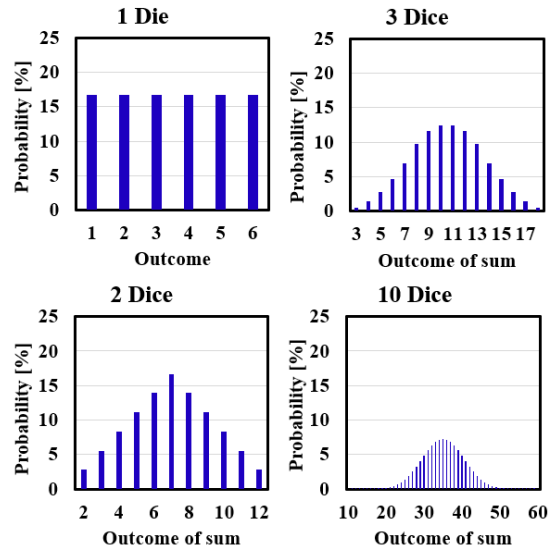 1 Die
Probability [%]
25
20
15
10
5
0
1 2 3 4 5 6
Outcome
3 Dice
Probability [%]
25
20
15
10
5
0
3 5 7 9 11 13 15 17
Outcome of sum
2 Dice
Probability [%]
25
20
15
10
5
0
2 4 6 8 10 12
Outcome of sum
10 Dice
Probability [%]
25
20
15
10
5
0
10 20 30 40 50 60
Outcome of sum